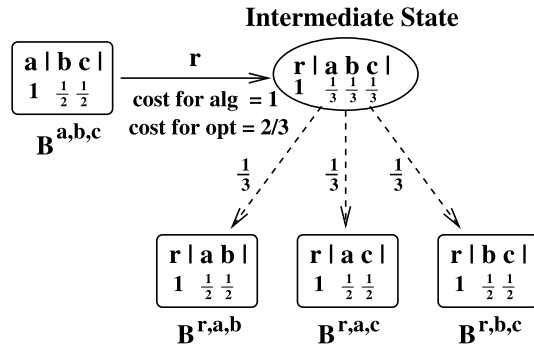 Intermediate State
a | b c |
1 1/2 1/2
B^{a,b,c}
r
cost for alg = 1
cost for opt = 2/3
r | a b c |
1 1/3 1/3 1/3
1/3 1/3 1/3
r | a b |
1 1/2 1/2
B^{r,a,b}
r | a c |
1 1/2 1/2
B^{r,a,c}
r | b c |
1 1/2 1/2
B^{r,b,c}